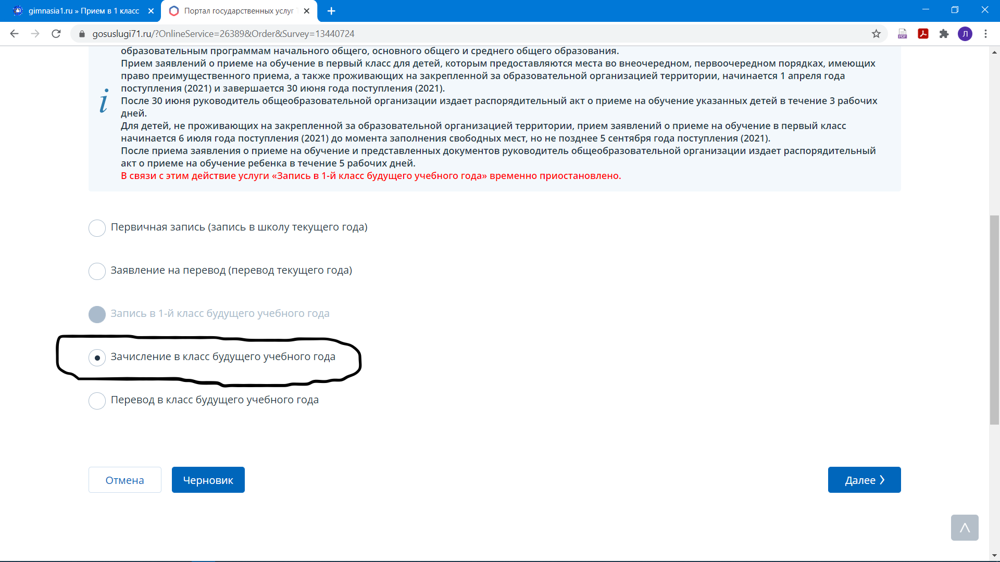 gimnasia1.ru » Прием в 1 класс
Портал государственных услуг
gosuslugi71.ru/?OnlineService=26389&Order&Survey=13440724
PDF
Л
образовательным программам начального общего, основного общего и среднего общего образования.
Прием заявлений о приеме на обучение в первый класс для детей, которым предоставляются места во внеочередном, первоочередном порядках, имеющих
право преимущественного приема, а также проживающих на закрепленной за образовательной организацией территории, начинается 1 апреля года
поступления (2021) и завершается 30 июня года поступления (2021).
i
После 30 июня руководитель общеобразовательной организации издает распорядительный акт о приеме на обучение указанных детей в течение 3 рабочих
дней.
Для детей, не проживающих на закрепленной за образовательной организацией территории, прием заявлений о приеме на обучение в первый класс
начинается 6 июля года поступления (2021) до момента заполнения свободных мест, но не позднее 5 сентября года поступления (2021).
После приема заявления о приеме на обучение и представленных документов руководитель общеобразовательной организации издает распорядительный
акт о приеме на обучение ребенка в течение 5 рабочих дней.
В связи с этим действие услуги «Запись в 1-й класс будущего учебного года» временно приостановлено.
Первичная запись (запись в школу текущего года)
Заявление на перевод (перевод текущего года)
Запись в 1-й класс будущего учебного года
Зачисление в класс будущего учебного года
Перевод в класс будущего учебного года
Отмена
Черновик
Далее